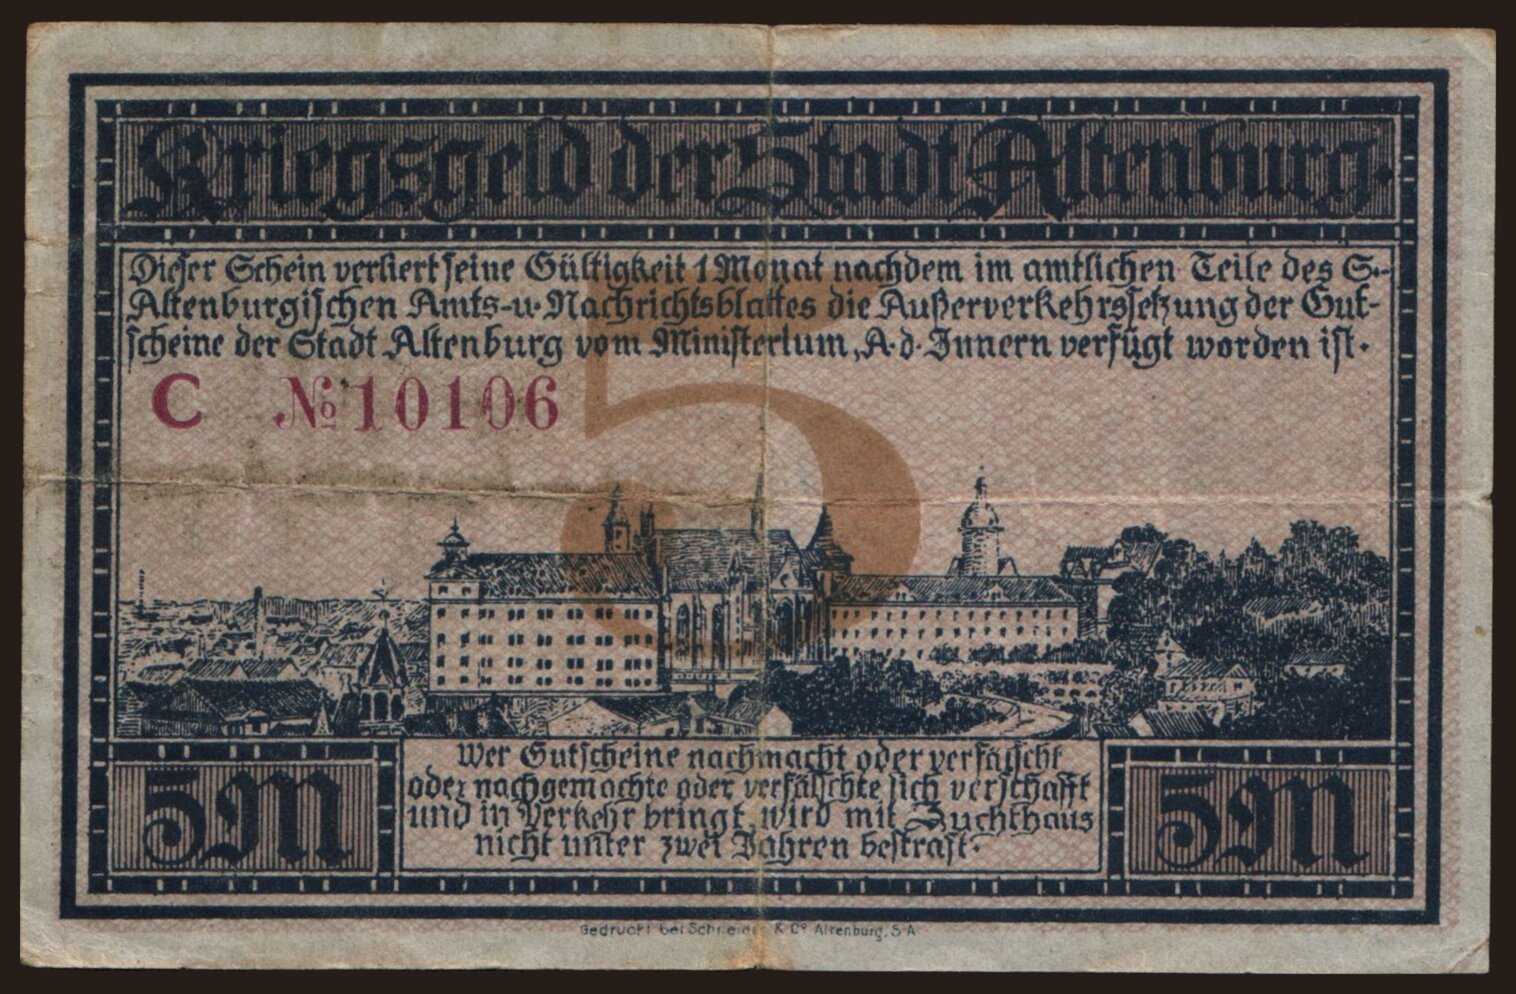 Kriegsgeld der Stadt Altenburg.
Dieser Schein verliert seine Gültigkeit 1 Monat nachdem im amtlichen Teile des S.-
Altenburgischen Amts-u. Nachrichtsblattes die Außerverkehrssetzung der Gut-
scheine der Stadt Altenburg vom Ministerium, A. d. Innern verfügt worden ist.
C № 10106
5
Wer Gutscheine nachmacht oder verfälscht
oder nachgemachte oder verfälschte sich verschafft
und in Verkehr bringt, wird mit Zuchthaus
nicht unter zwei Jahren bestraft.
5M 5M
Gedruckt bei Schneider & Co Altenburg, S-A